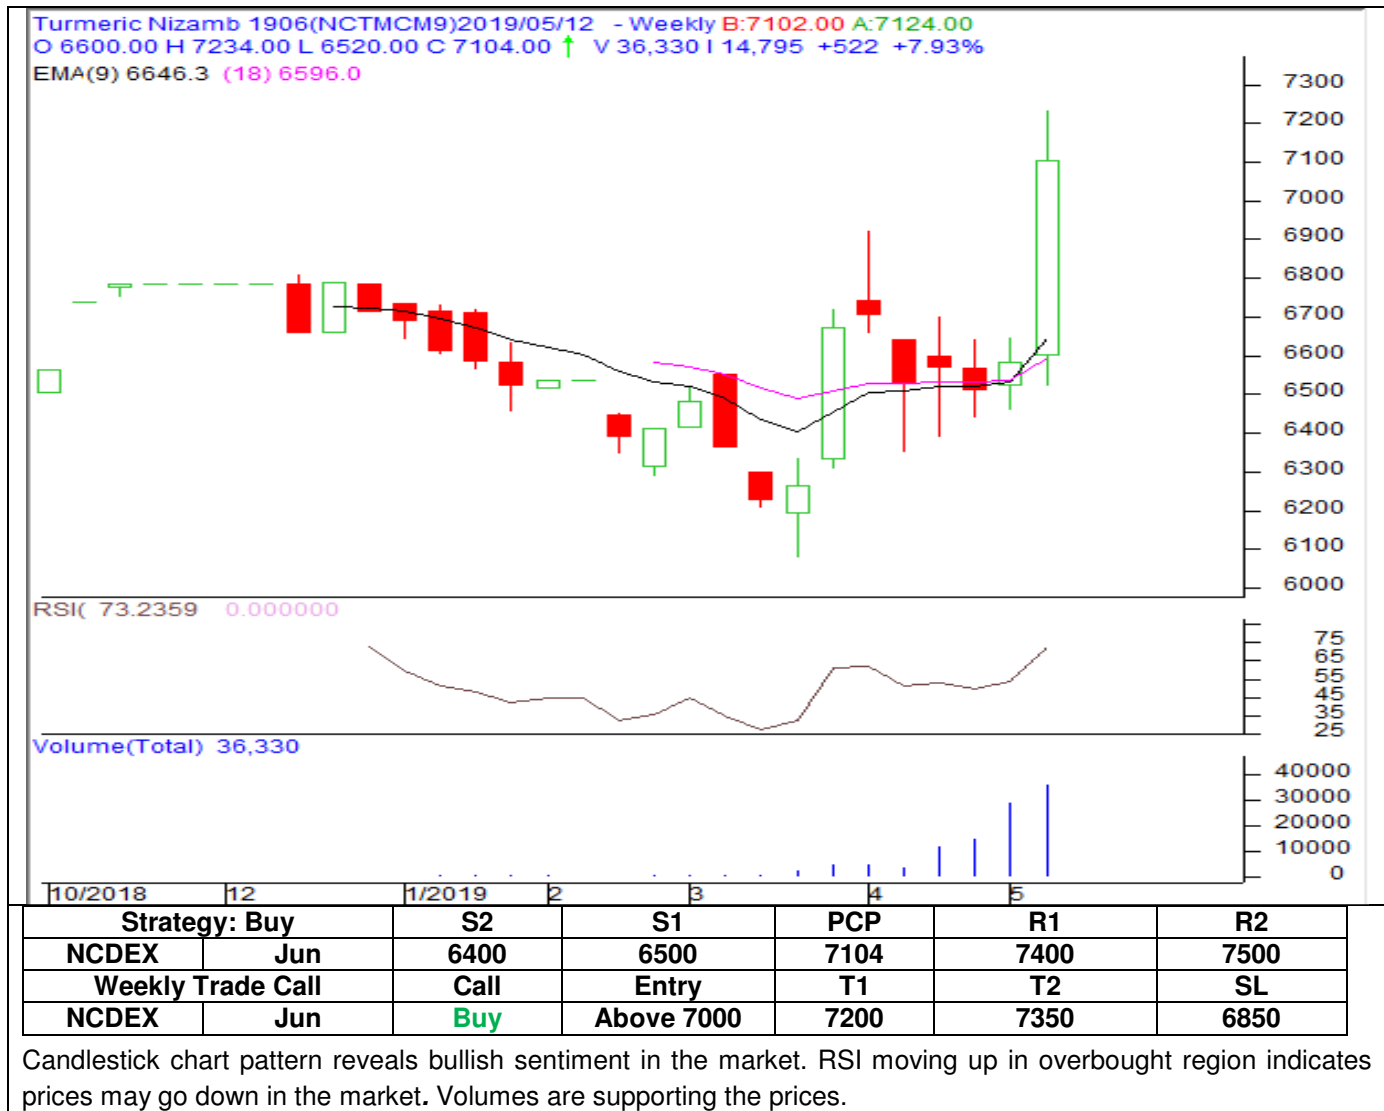 Turmeric Nizamb 1906(NCTMCM9)2019/05/12 - Weekly B:7102.00 A:7124.00
O 6600.00 H 7234.00 L 6520.00 C 7104.00 ↑ V 36,330 I 14,795 +522 +7.93%
EMA(9) 6646.3 (18) 6596.0
7300
7200
7100
7000
6900
6800
6700
6600
6500
6400
6300
6200
6100
6000
RSI( 73.2359 0.000000
75
65
55
45
35
25
Volume(Total) 36,330
40000
30000
20000
10000
0
10/2018 12 1/2019 2 3 4 5
Strategy: Buy S2 S1 PCP R1 R2
NCDEX Jun 6400 6500 7104 7400 7500
Weekly Trade Call Call Entry T1 T2 SL
NCDEX Jun Buy Above 7000 7200 7350 6850
Candlestick chart pattern reveals bullish sentiment in the market. RSI moving up in overbought region indicates
prices may go down in the market. Volumes are supporting the prices.